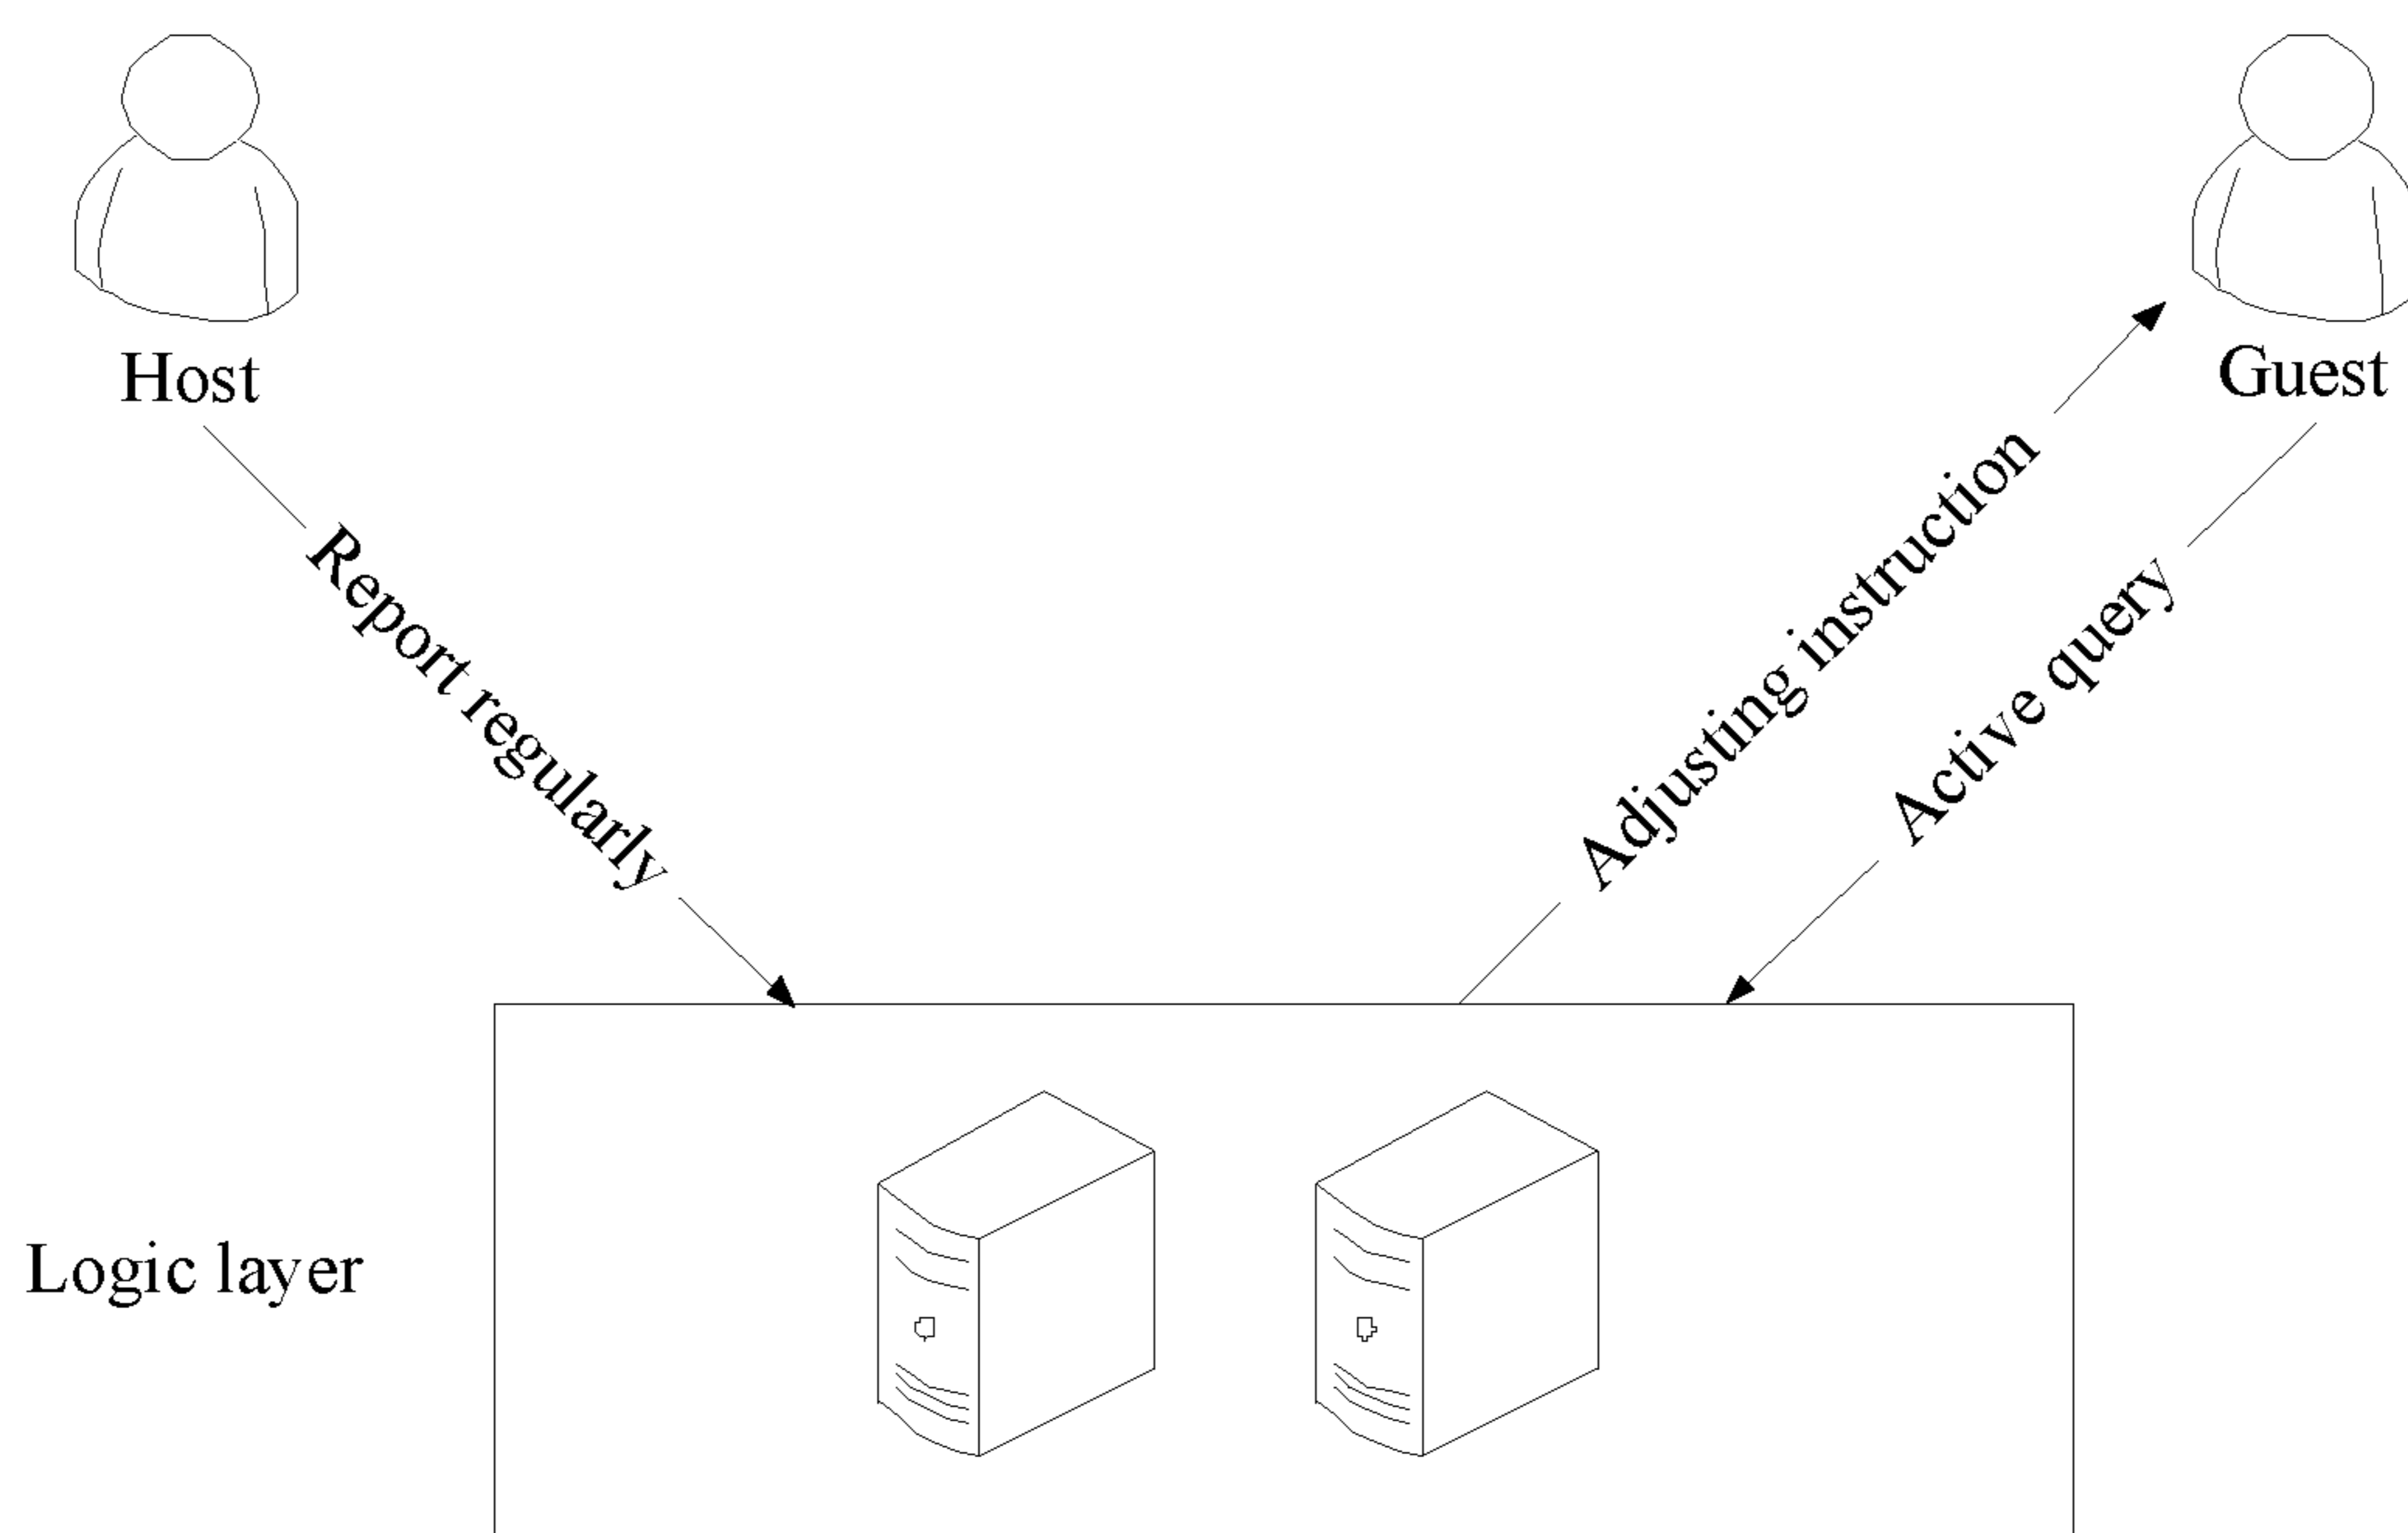 Host
Guest
Report regularly
Adjusting instruction
Active query
Logic layer